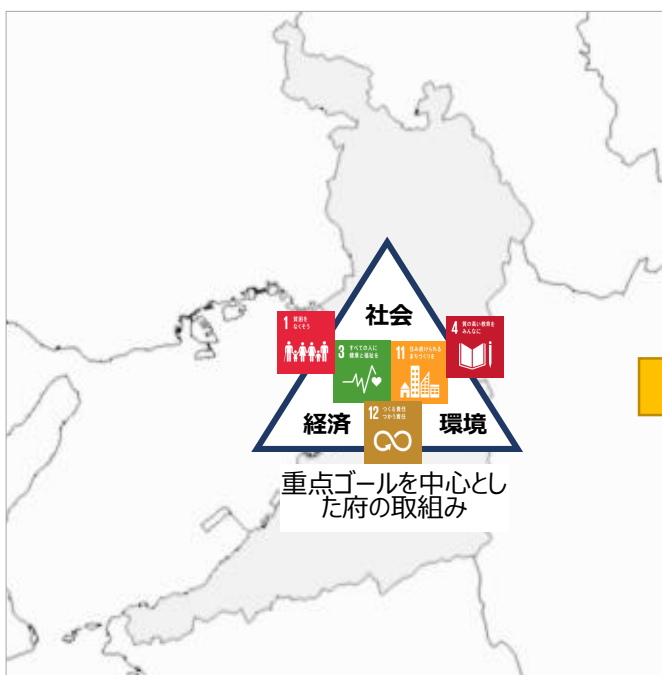 社会
1 貧困を
なくそう
4 質の高い教育を
みんなに
3 すべての人に
健康と福祉を
11 住み続けられる
まちづくりを
経済
12 つくる責任
つかう責任
環境
重点ゴールを中心とし
た府の取組み